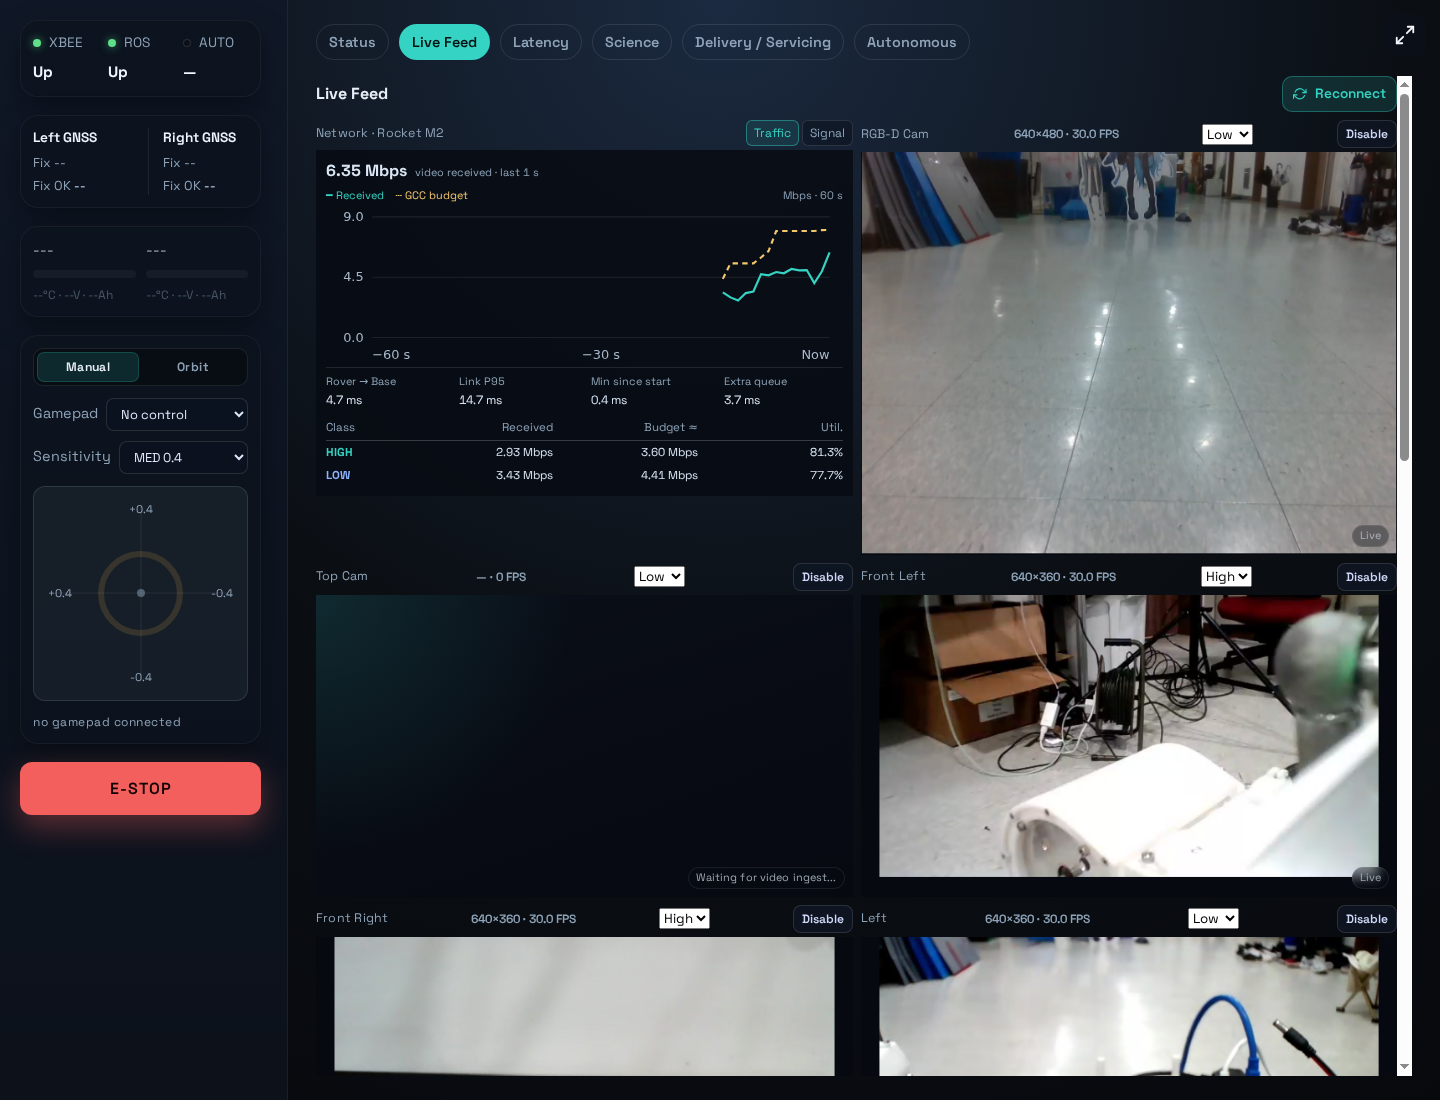 XBEE ROS AUTO
Up Up —
Left GNSS Right GNSS
Fix -- Fix --
Fix OK -- Fix OK --
--- ---
--°C · --V · --Ah --°C · --V · --Ah
Manual Orbit
Gamepad No control
Sensitivity MED 0.4
+0.4
+0.4 -0.4
-0.4
no gamepad connected
E-STOP
Status Live Feed Latency Science Delivery / Servicing Autonomous
Live Feed Reconnect
Network · Rocket M2 Traffic Signal
6.35 Mbps video received · last 1 s
Received GCC budget Mbps · 60 s
9.0
4.5
0.0
−60 s −30 s Now
Rover → Base Link P95 Min since start Extra queue
4.7 ms 14.7 ms 0.4 ms 3.7 ms
Class Received Budget ≈ Util.
HIGH 2.93 Mbps 3.60 Mbps 81.3%
LOW 3.43 Mbps 4.41 Mbps 77.7%
RGB-D Cam 640×480 · 30.0 FPS Low Disable
Live
Top Cam — · 0 FPS Low Disable
Waiting for video ingest...
Front Left 640×360 · 30.0 FPS High Disable
Live
Front Right 640×360 · 30.0 FPS High Disable
Left 640×360 · 30.0 FPS Low Disable